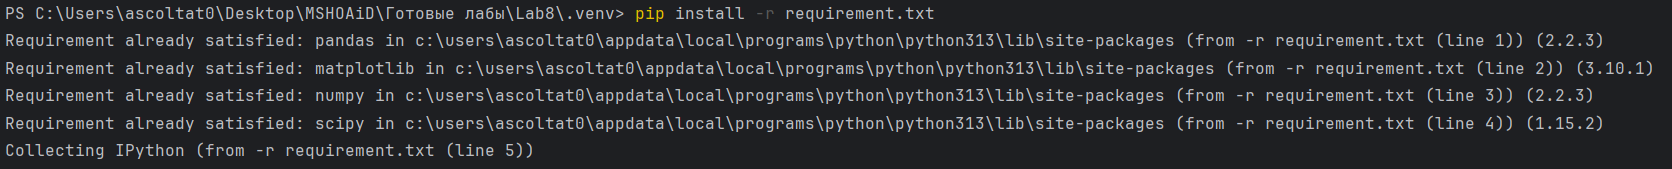 PS C:\Users\ascoltat0\Desktop\MSHOAiD\Готовые лабы\Lab8\.venv> pip install -r requirement.txt
Requirement already satisfied: pandas in c:\users\ascoltat0\appdata\local\programs\python\python313\lib\site-packages (from -r requirement.txt (line 1)) (2.2.3)
Requirement already satisfied: matplotlib in c:\users\ascoltat0\appdata\local\programs\python\python313\lib\site-packages (from -r requirement.txt (line 2)) (3.10.1)
Requirement already satisfied: numpy in c:\users\ascoltat0\appdata\local\programs\python\python313\lib\site-packages (from -r requirement.txt (line 3)) (2.2.3)
Requirement already satisfied: scipy in c:\users\ascoltat0\appdata\local\programs\python\python313\lib\site-packages (from -r requirement.txt (line 4)) (1.15.2)
Collecting IPython (from -r requirement.txt (line 5))